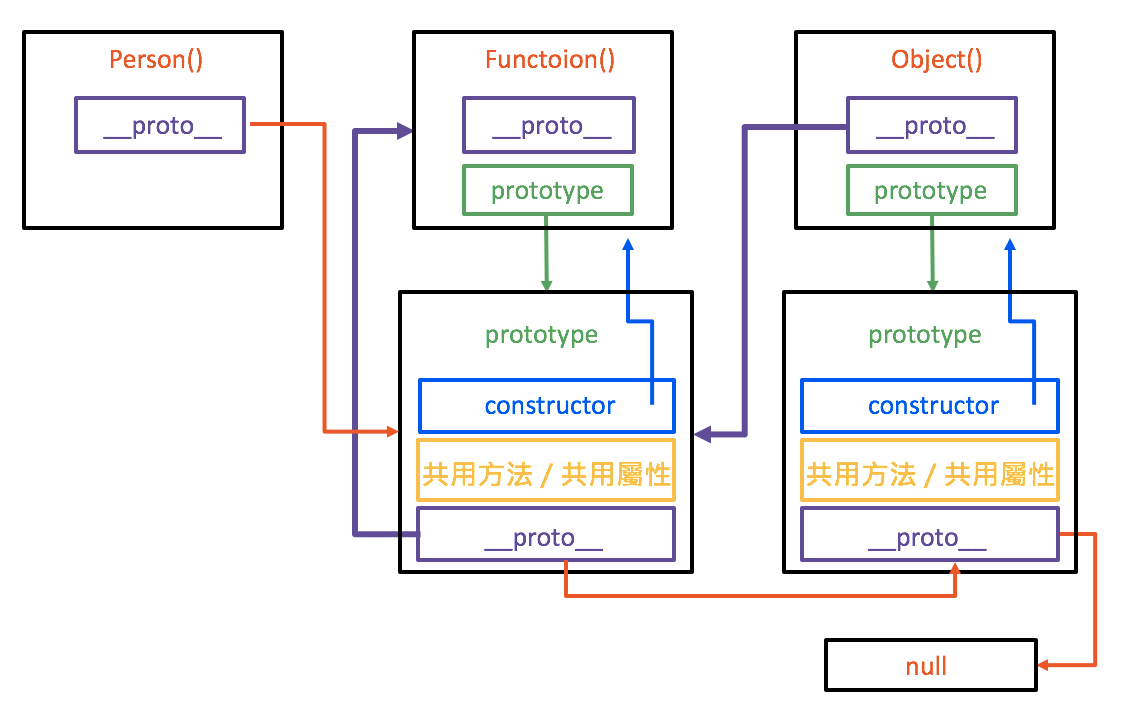 Person()
__proto__
Functoion()
__proto__
prototype
Object()
__proto__
prototype
prototype
constructor
共用方法 / 共用屬性
__proto__
prototype
constructor
共用方法 / 共用屬性
__proto__
null